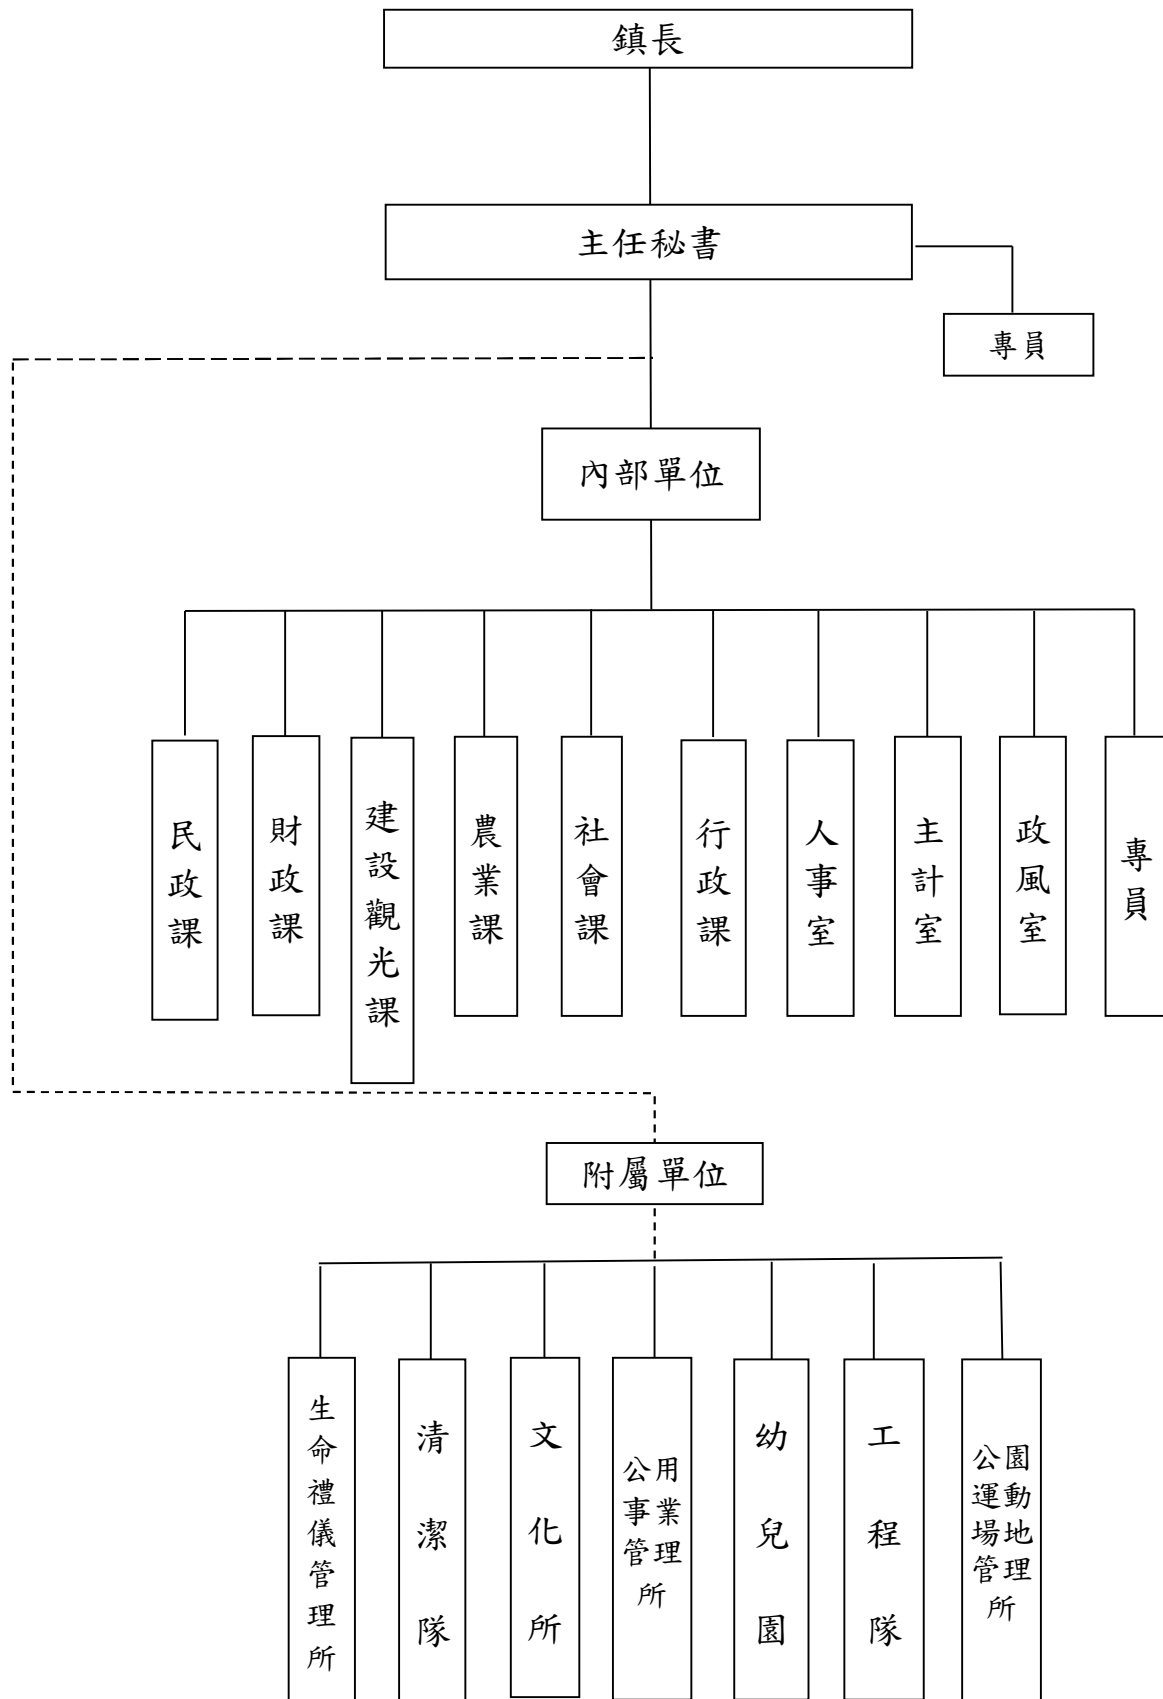 鎮長
主任秘書
專員
內部單位
民政課
財政課
建設觀光課
農業課
社會課
行政課
人事室
主計室
政風室
專員
附屬單位
生命禮儀管理所
清潔隊
文化所
公用
事業
管理
所
幼兒園
工程隊
公園
運動
場地
管理
所